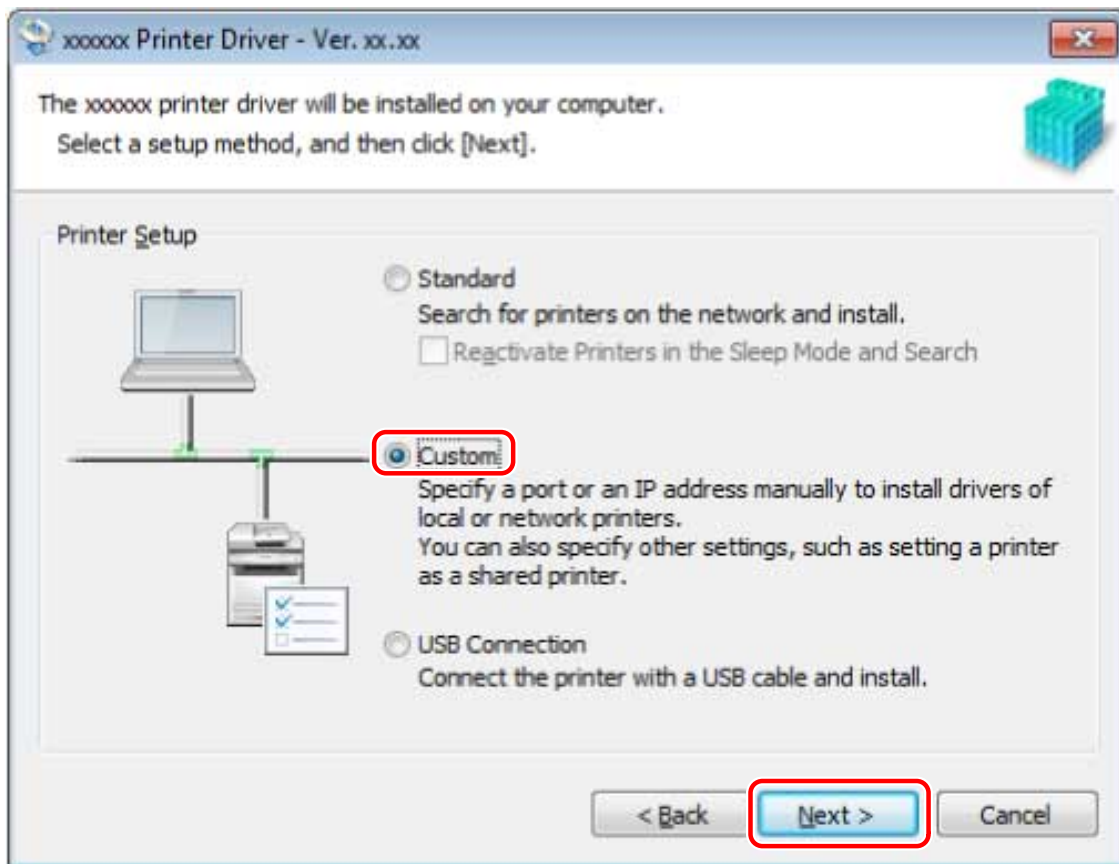 xxxxxx Printer Driver - Ver. xx.xx
The xxxxxx printer driver will be installed on your computer.
Select a setup method, and then click [Next].
Printer Setup
Standard
Search for printers on the network and install.
Reactivate Printers in the Sleep Mode and Search
Custom
Specify a port or an IP address manually to install drivers of
local or network printers.
You can also specify other settings, such as setting a printer
as a shared printer.
USB Connection
Connect the printer with a USB cable and install.
< Back
Next >
Cancel